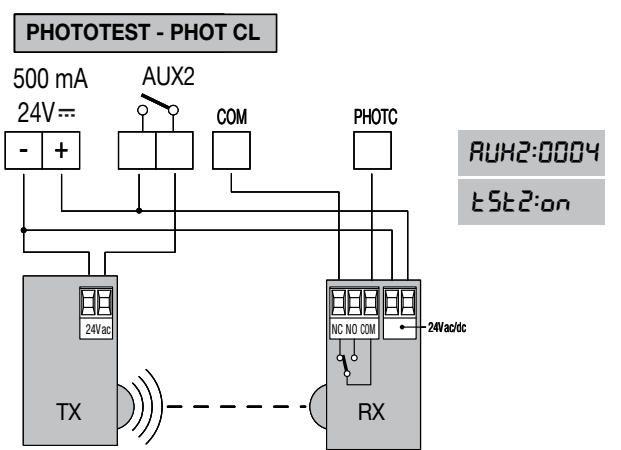 PHOTOTEST - PHOT CL
500 mA
24V⎓
AUX2
COM
PHOTC
- +
AUX2:0004
tSt2:on
24Vac
NC NO COM
24Vac/dc
TX
RX